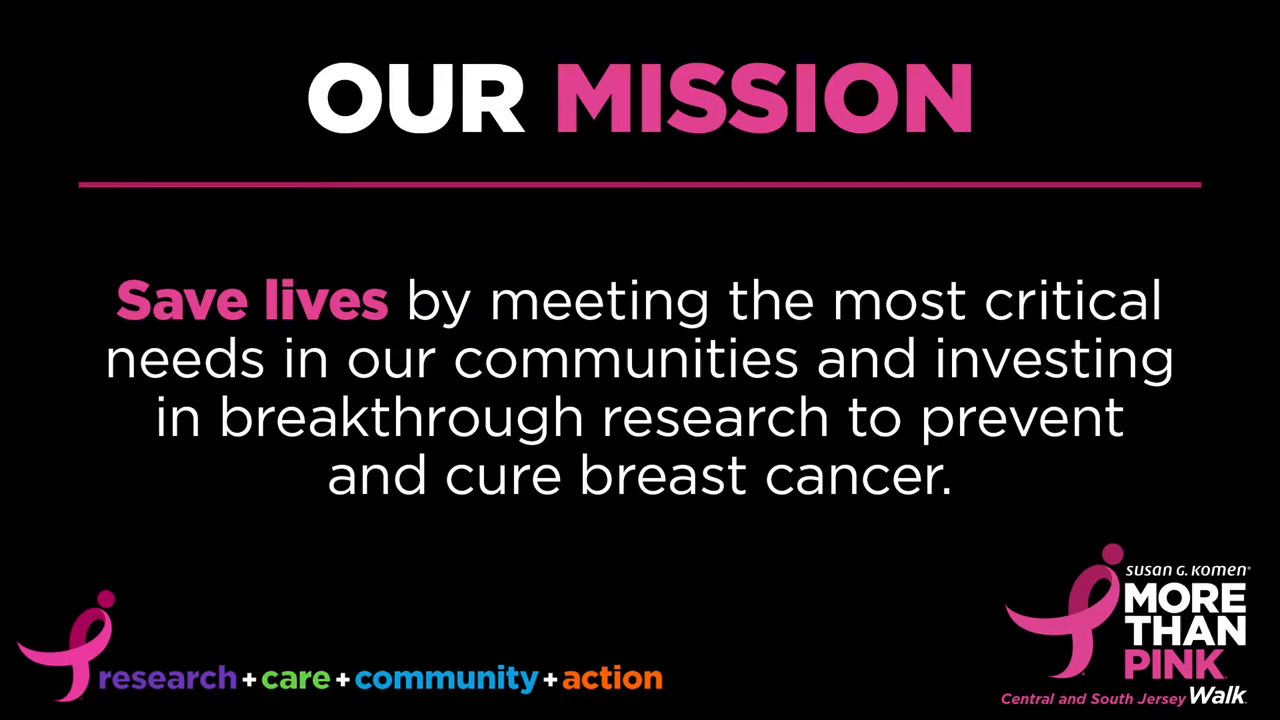 OUR MISSION
Save lives by meeting the most critical
needs in our communities and investing
in breakthrough research to prevent
and cure breast cancer.
research+care+community+action
SUSAN G. KOMEN®
MORE
THAN
PINK
Central and South Jersey Walk